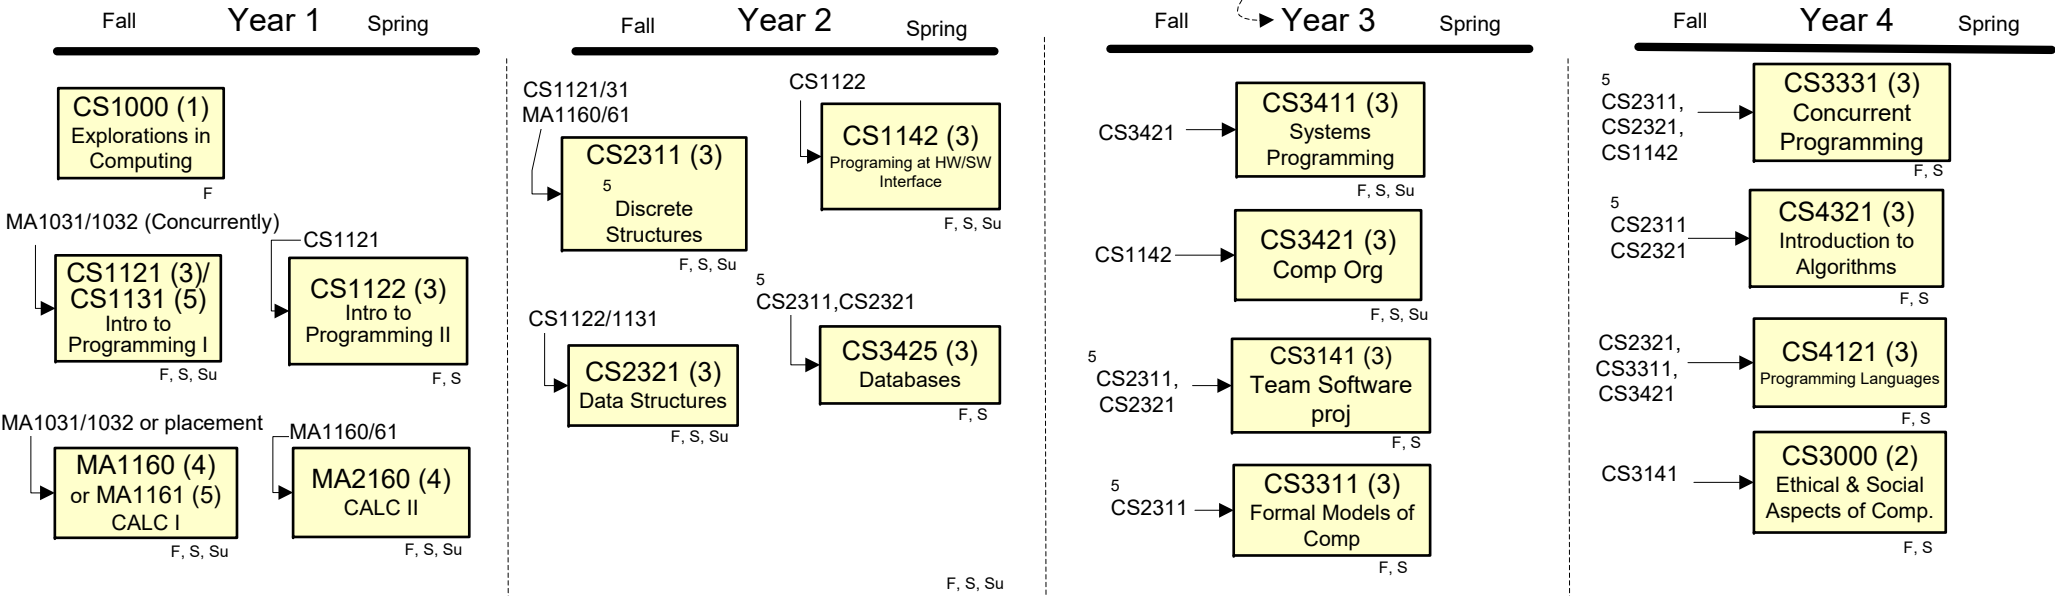 Fall
Year 1
Spring
CS1000 (1)
Explorations in
Computing
F
MA1031/1032 (Concurrently)
CS1121 (3)/
CS1131 (5)
Intro to
Programming I
F, S, Su
CS1121
CS1122 (3)
Intro to
Programming II
F, S
MA1031/1032 or placement
MA1160 (4)
or MA1161 (5)
CALC I
F, S, Su
MA1160/61
MA2160 (4)
CALC II
F, S, Su
Fall
Year 2
Spring
CS1121/31
MA1160/61
CS2311 (3)
5
Discrete
Structures
F, S, Su
CS1122
CS1142 (3)
Programing at HW/SW
Interface
F, S, Su
CS1122/1131
CS2321 (3)
Data Structures
F, S, Su
5
CS2311,CS2321
CS3425 (3)
Databases
F, S
F, S, Su
Fall
Year 3
Spring
CS3421
CS3411 (3)
Systems
Programming
F, S, Su
CS1142
CS3421 (3)
Comp Org
F, S, Su
5
CS2311,
CS2321
CS3141 (3)
Team Software
proj
F, S
5
CS2311
CS3311 (3)
Formal Models of
Comp
F, S
Fall
Year 4
Spring
5
CS2311,
CS2321,
CS1142
CS3331 (3)
Concurrent
Programming
F, S
5
CS2311
CS2321
CS4321 (3)
Introduction to
Algorithms
F, S
CS2321,
CS3311,
CS3421
CS4121 (3)
Programming Languages
F, S
CS3141
CS3000 (2)
Ethical & Social
Aspects of Comp.
F, S